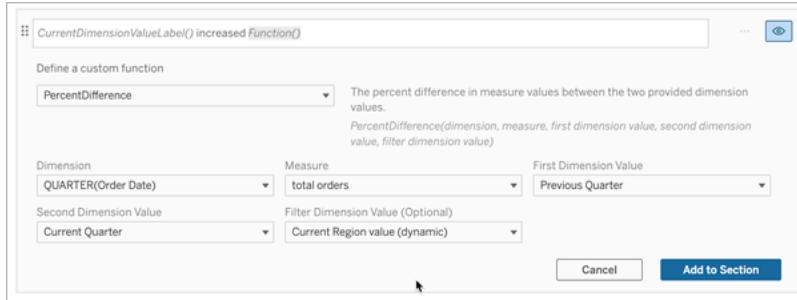 CurrentDimensionValueLabel() increased Function()
Define a custom function
PercentDifference
The percent difference in measure values between the two provided dimension
values.
PercentDifference(dimension, measure, first dimension value, second dimension
value, filter dimension value)
Dimension
Measure
First Dimension Value
QUARTER(Order Date)
total orders
Previous Quarter
Second Dimension Value
Filter Dimension Value (Optional)
Current Quarter
Current Region value (dynamic)
Cancel
Add to Section